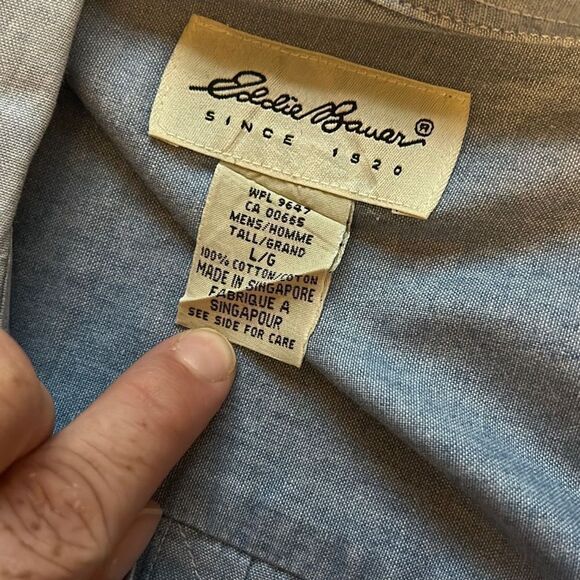 Eddie Bauer®
SINCE 1920
WPL 9647
CA 00665
MENS/HOMME
TALL/GRAND
L/G
100% COTTON/COTON
MADE IN SINGAPORE
FABRIQUE A
SINGAPOUR
SEE SIDE FOR CARE